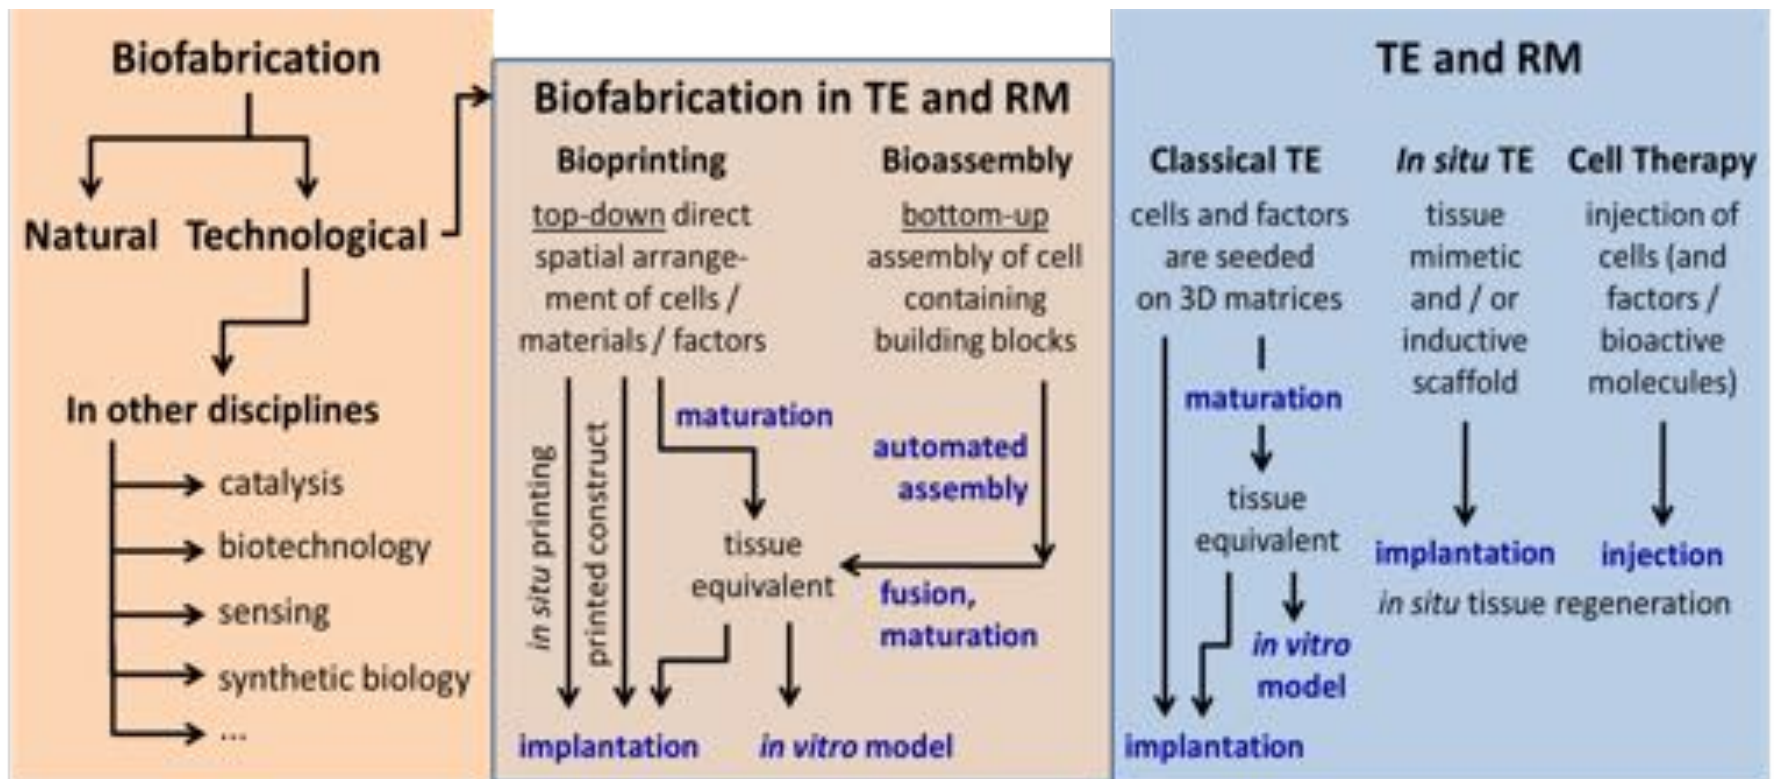 Biofabrication
Natural
Technological
In other disciplines
catalysis
biotechnology
sensing
synthetic biology
...
Biofabrication in TE and RM
Bioprinting
top-down direct
spatial arrange-
ment of cells /
materials / factors
in situ printing
printed construct
maturation
tissue
equivalent
implantation
in vitro model
Bioassembly
bottom-up
assembly of cell
containing
building blocks
automated
assembly
fusion,
maturation
TE and RM
Classical TE
cells and factors
are seeded
on 3D matrices
maturation
tissue
equivalent
in vitro
model
implantation
In situ TE
tissue
mimetic
and / or
inductive
scaffold
implantation
Cell Therapy
injection of
cells (and
factors /
bioactive
molecules)
injection
in situ tissue regeneration